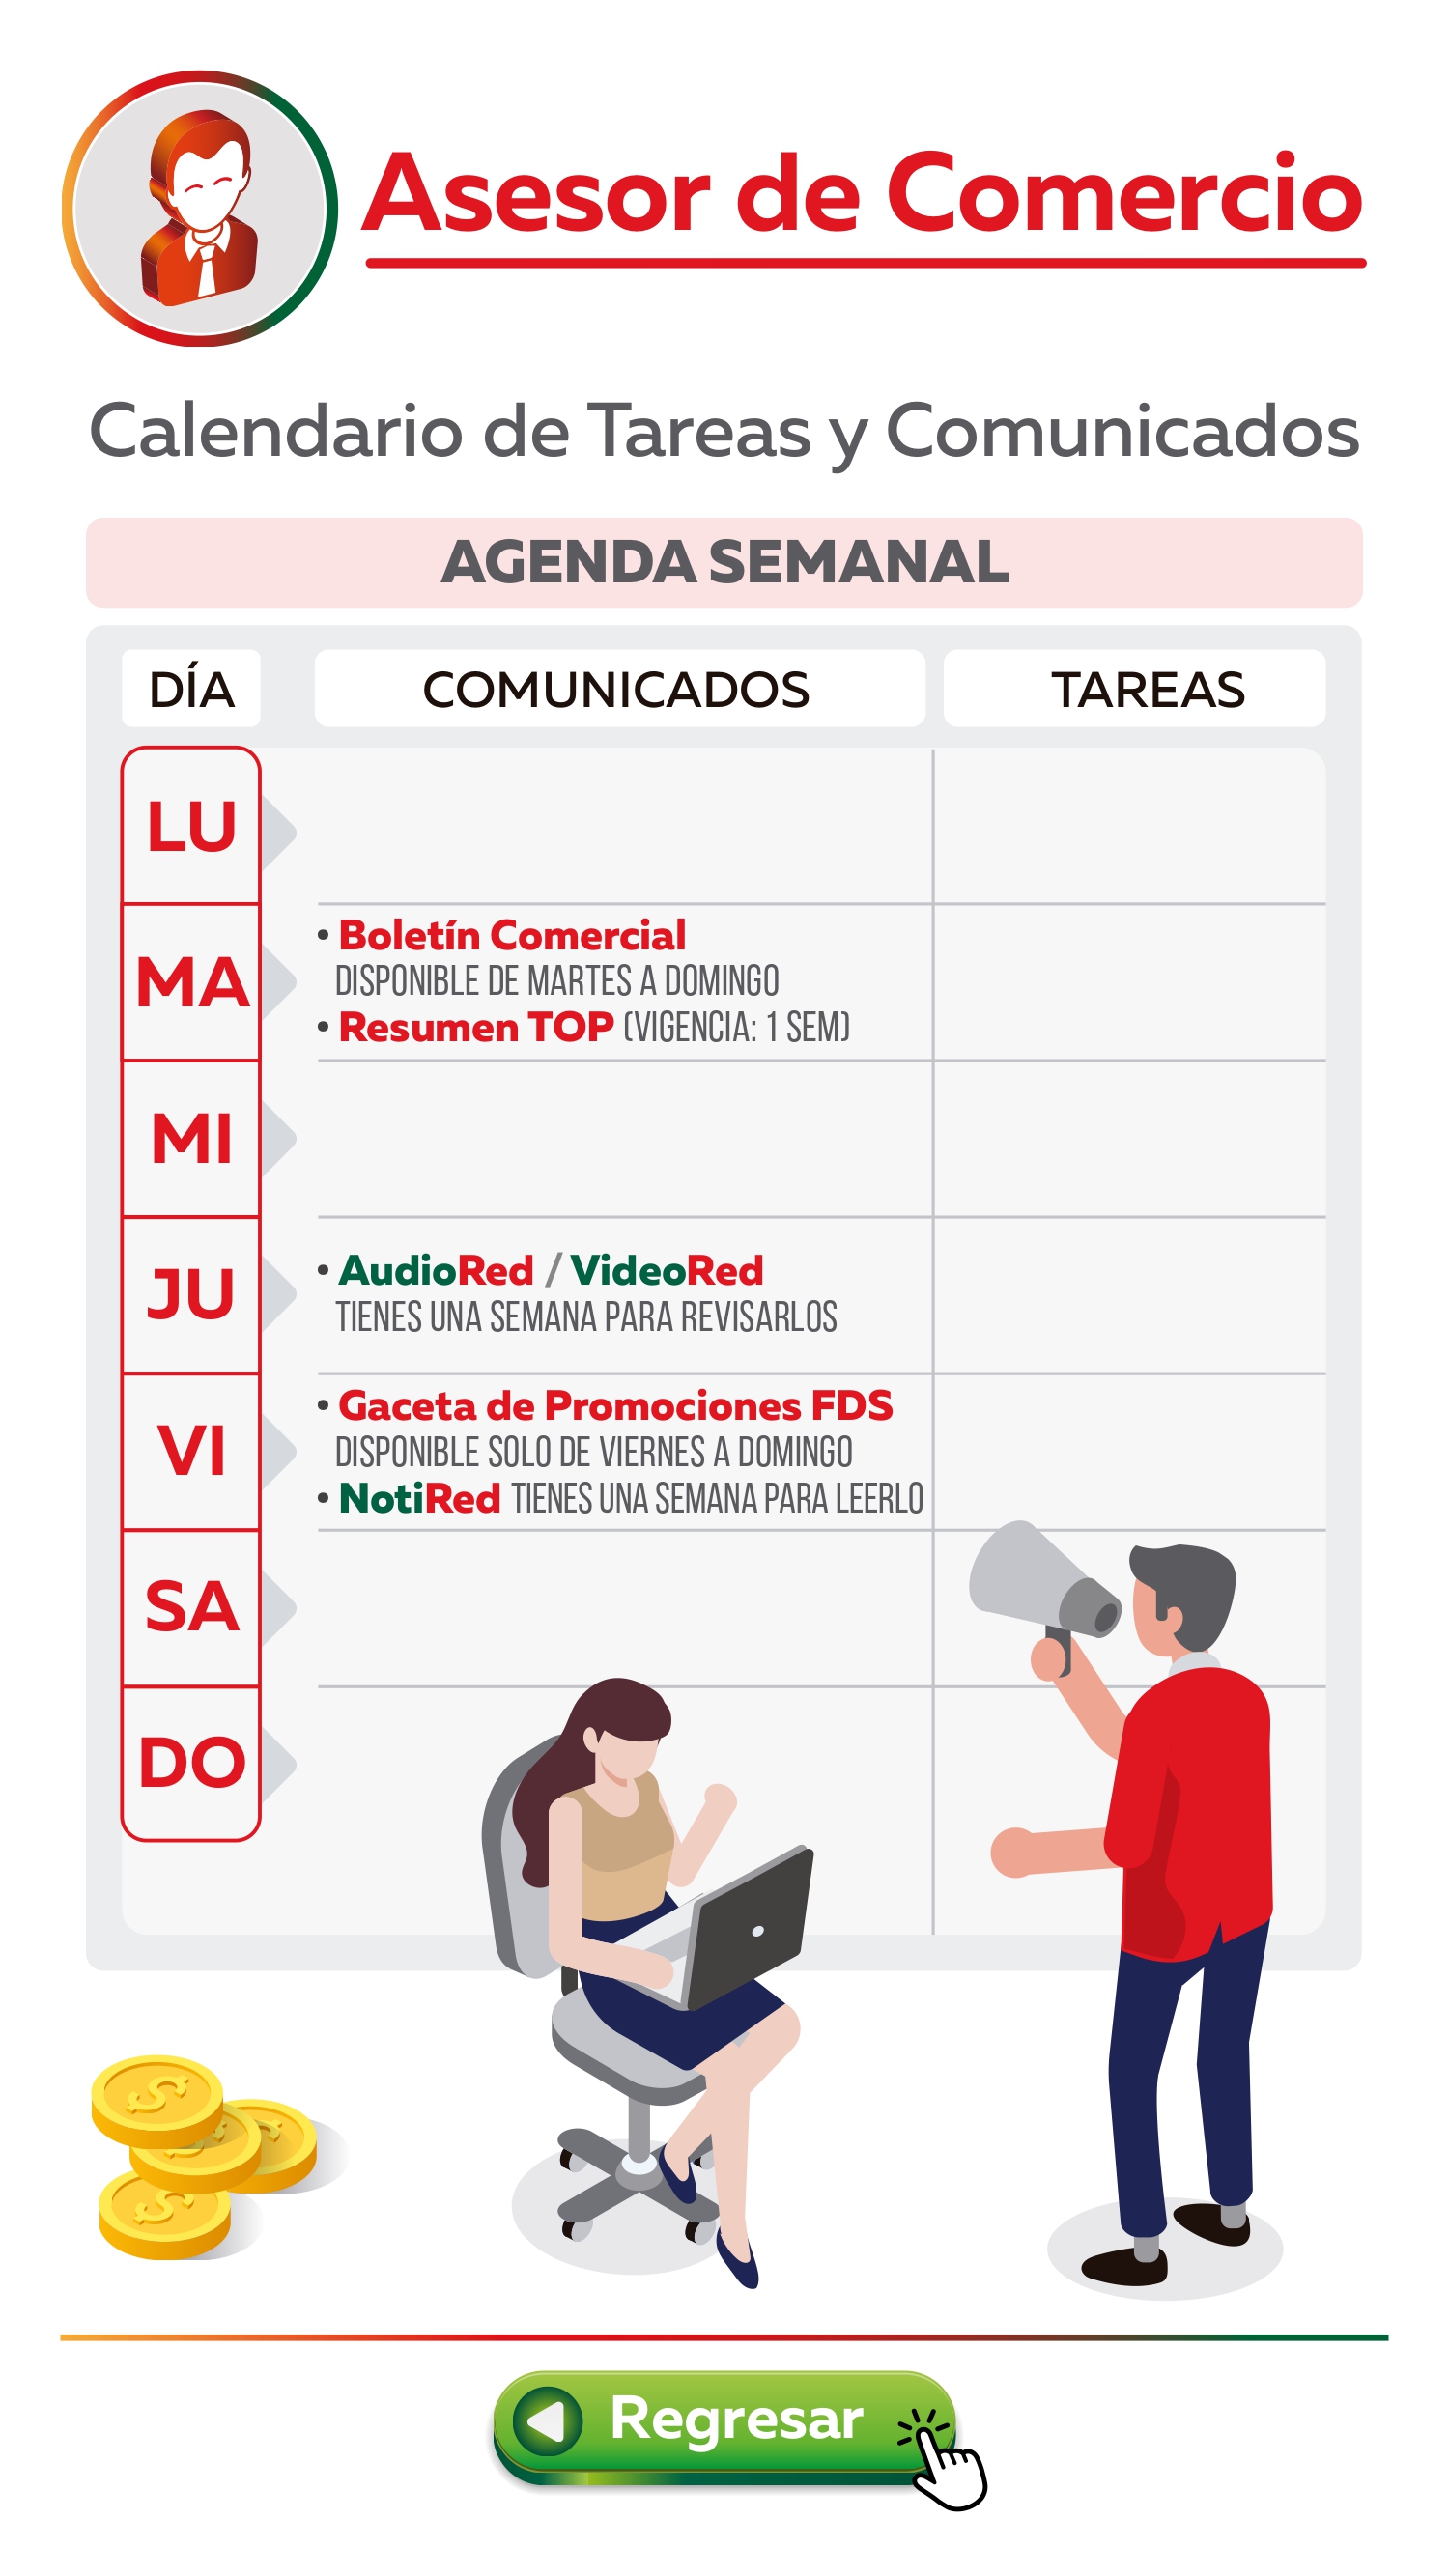 Asesor de Comercio
Calendario de Tareas y Comunicados
AGENDA SEMANAL
DÍA COMUNICADOS TAREAS
LU
MA
• Boletín Comercial
DISPONIBLE DE MARTES A DOMINGO
• Resumen TOP (VIGENCIA: 1 SEM)
MI
JU
• AudioRed / VideoRed
TIENES UNA SEMANA PARA REVISARLOS
VI
• Gaceta de Promociones FDS
DISPONIBLE SOLO DE VIERNES A DOMINGO
• NotiRed TIENES UNA SEMANA PARA LEERLO
SA
DO
Regresar